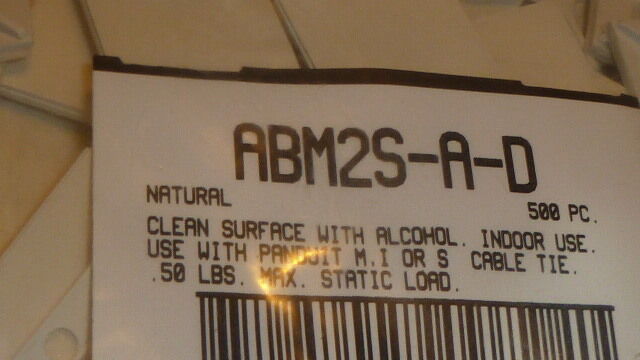 ABM2S-A-D
NATURAL
500 PC.
CLEAN SURFACE WITH ALCOHOL. INDOOR USE.
USE WITH PANDUIT M.I OR S CABLE TIE.
.50 LBS. MAX. STATIC LOAD.